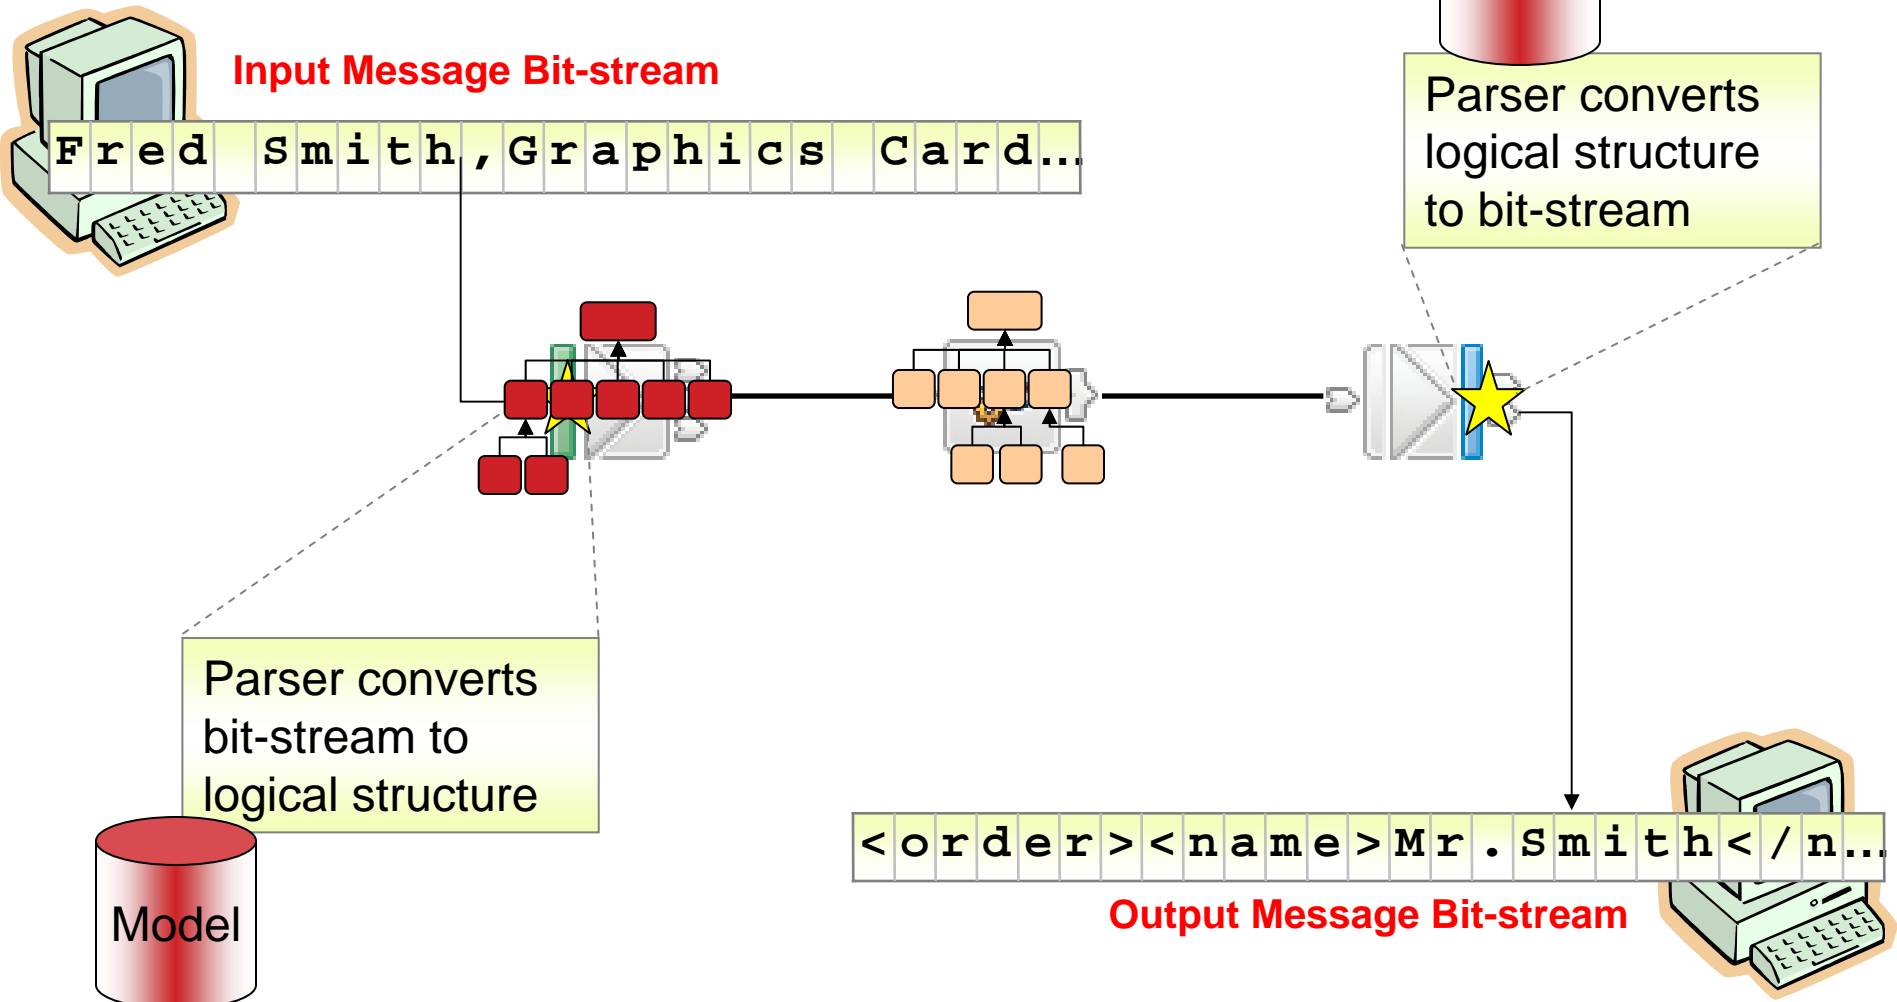 Input Message Bit-stream
Fred Smith,Graphics Card...
Parser converts
logical structure
to bit-stream
Parser converts
bit-stream to
logical structure
Model
<order><name>Mr.Smith</n...
Output Message Bit-stream